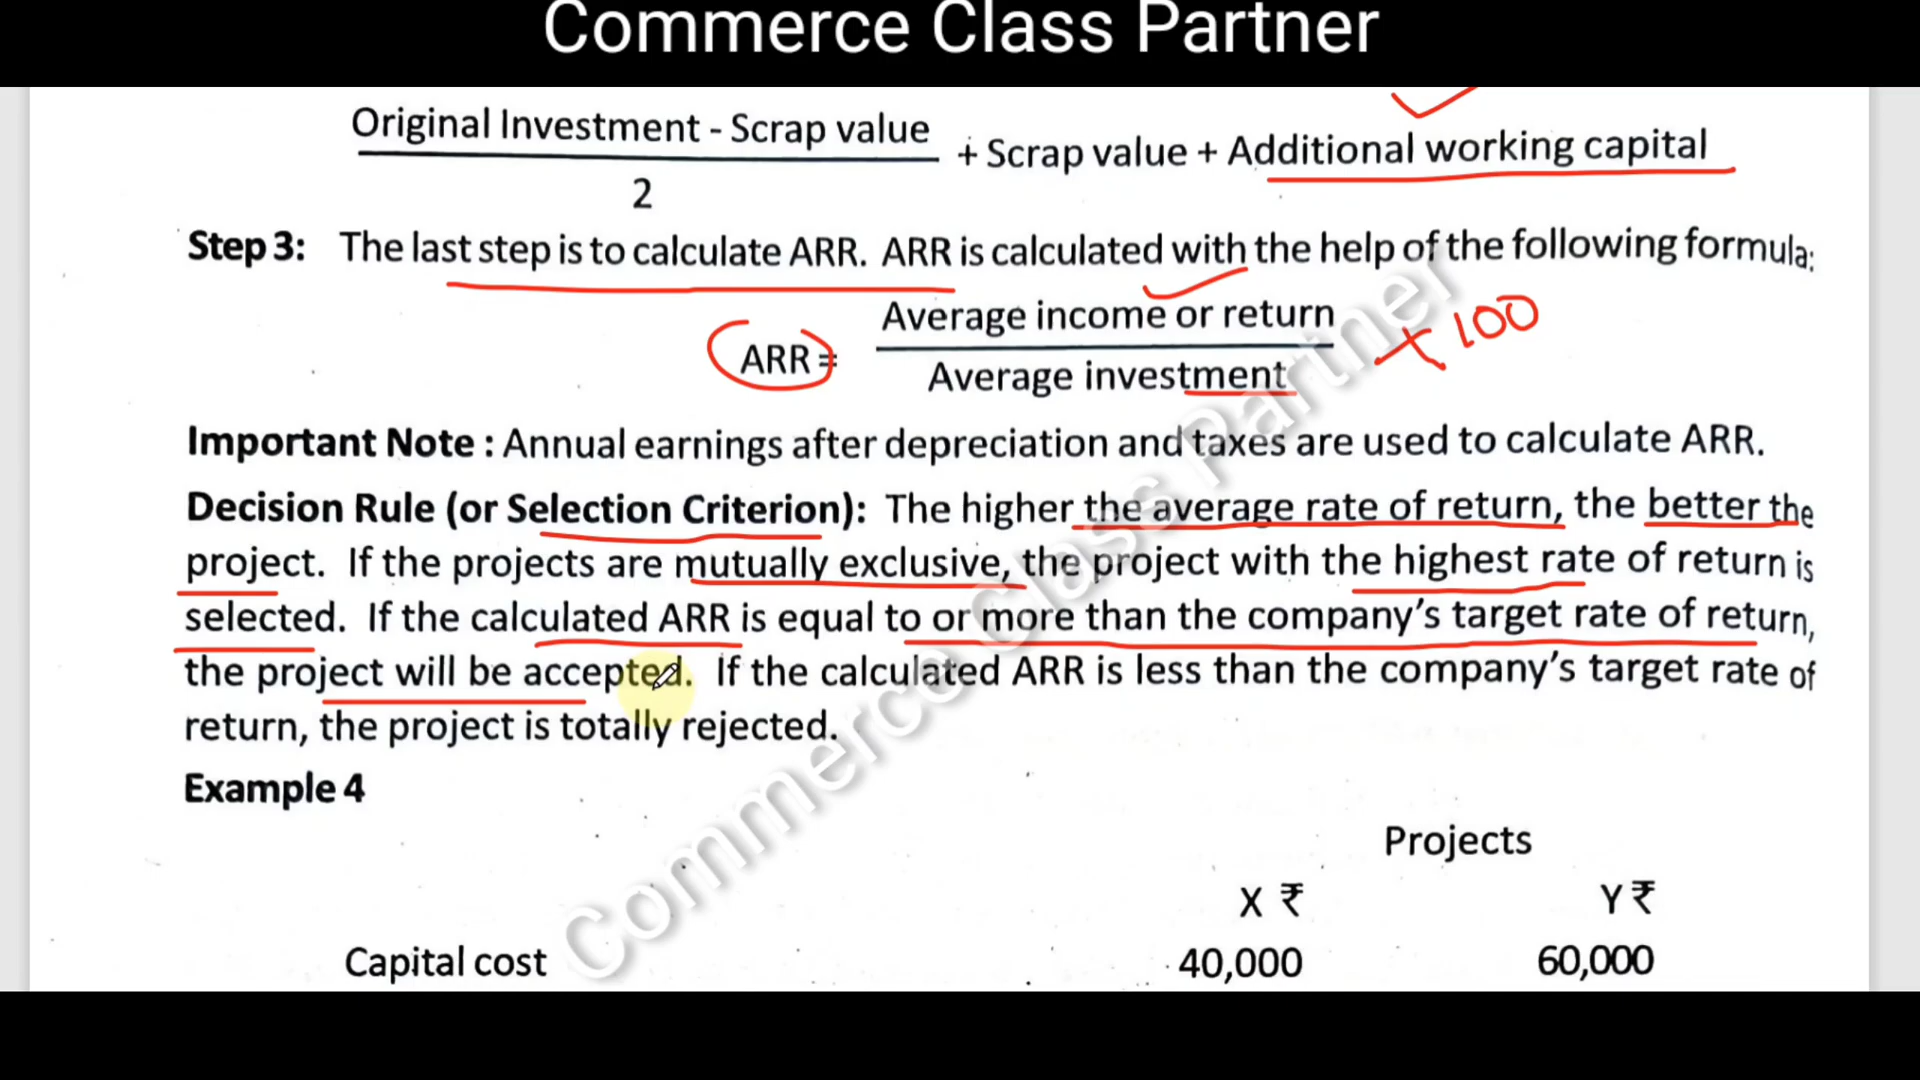 Commerce Class Partner
Original Investment - Scrap value
2
+ Scrap value + Additional working capital
Step 3: The last step is to calculate ARR. ARR is calculated with the help of the following formula:
ARR =
Average income or return
Average investment
× 100
Important Note : Annual earnings after depreciation and taxes are used to calculate ARR.
Decision Rule (or Selection Criterion): The higher the average rate of return, the better the
project. If the projects are mutually exclusive, the project with the highest rate of return is
selected. If the calculated ARR is equal to or more than the company's target rate of return,
the project will be accepted. If the calculated ARR is less than the company's target rate of
return, the project is totally rejected.
Example 4
Projects
X ₹ Y ₹
Capital cost 40,000 60,000
Commerce Class Partner